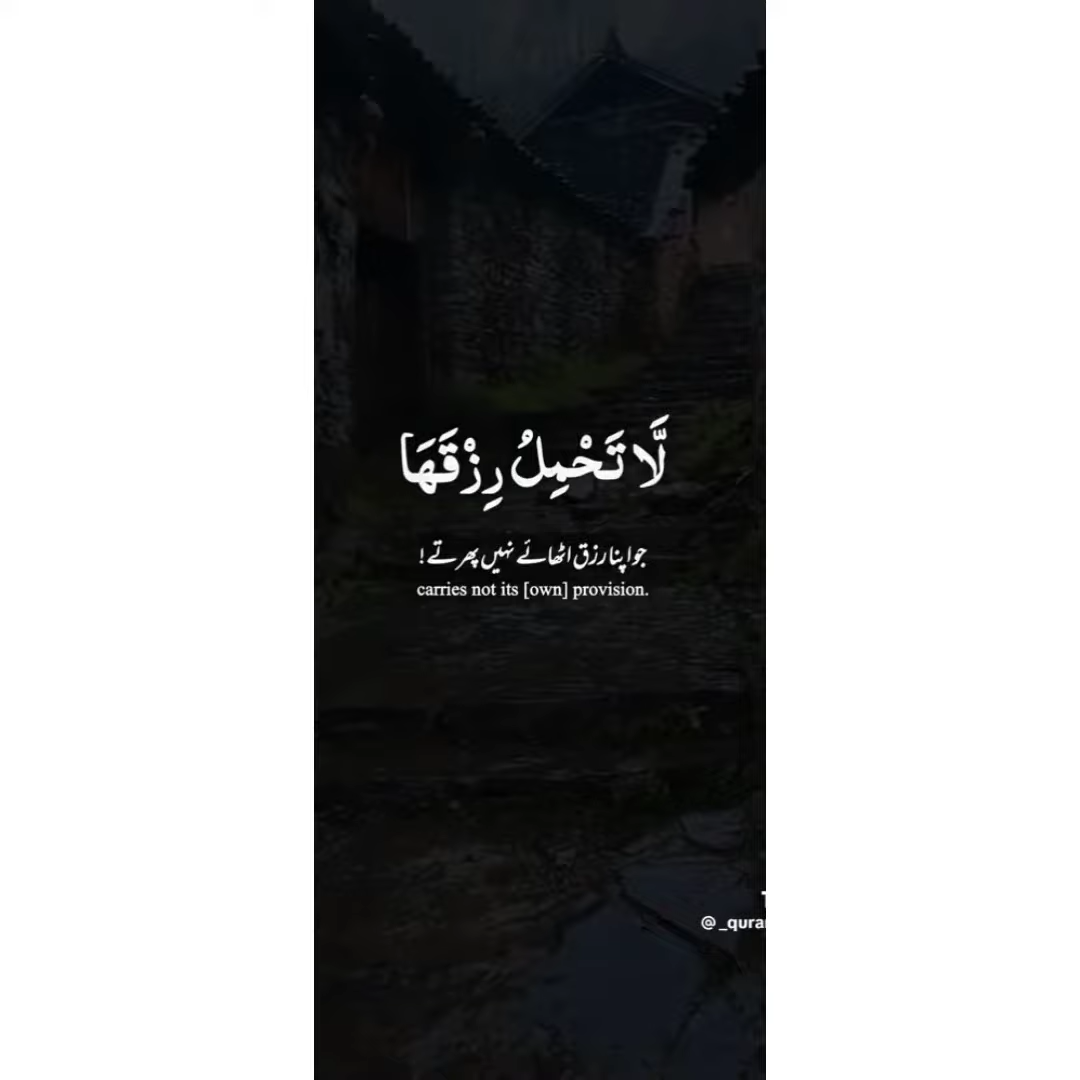 لَّا تَحْمِلُ رِزْقَهَا
جو اپنا رزق اٹھائے نہیں پھرتے!
carries not its [own] provision.
@_qura